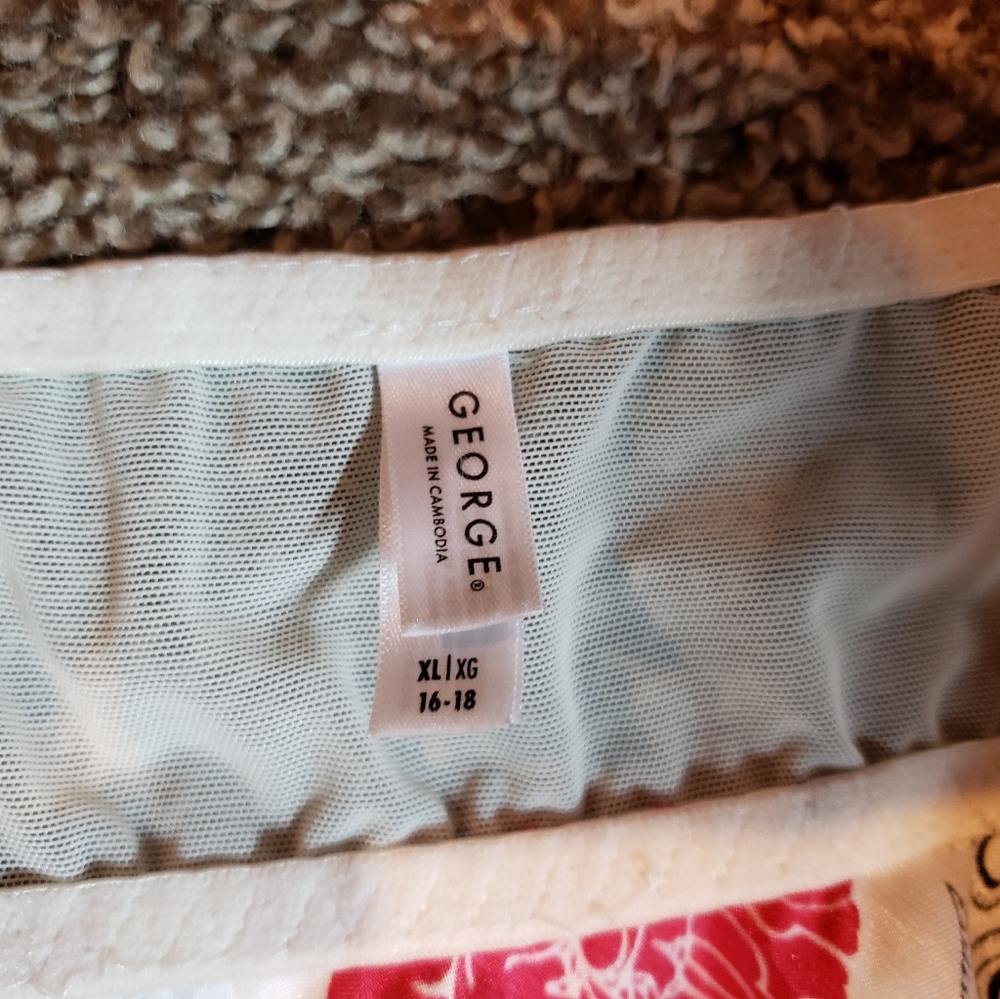 GEORGE®
MADE IN CAMBODIA
XL|XG
16-18